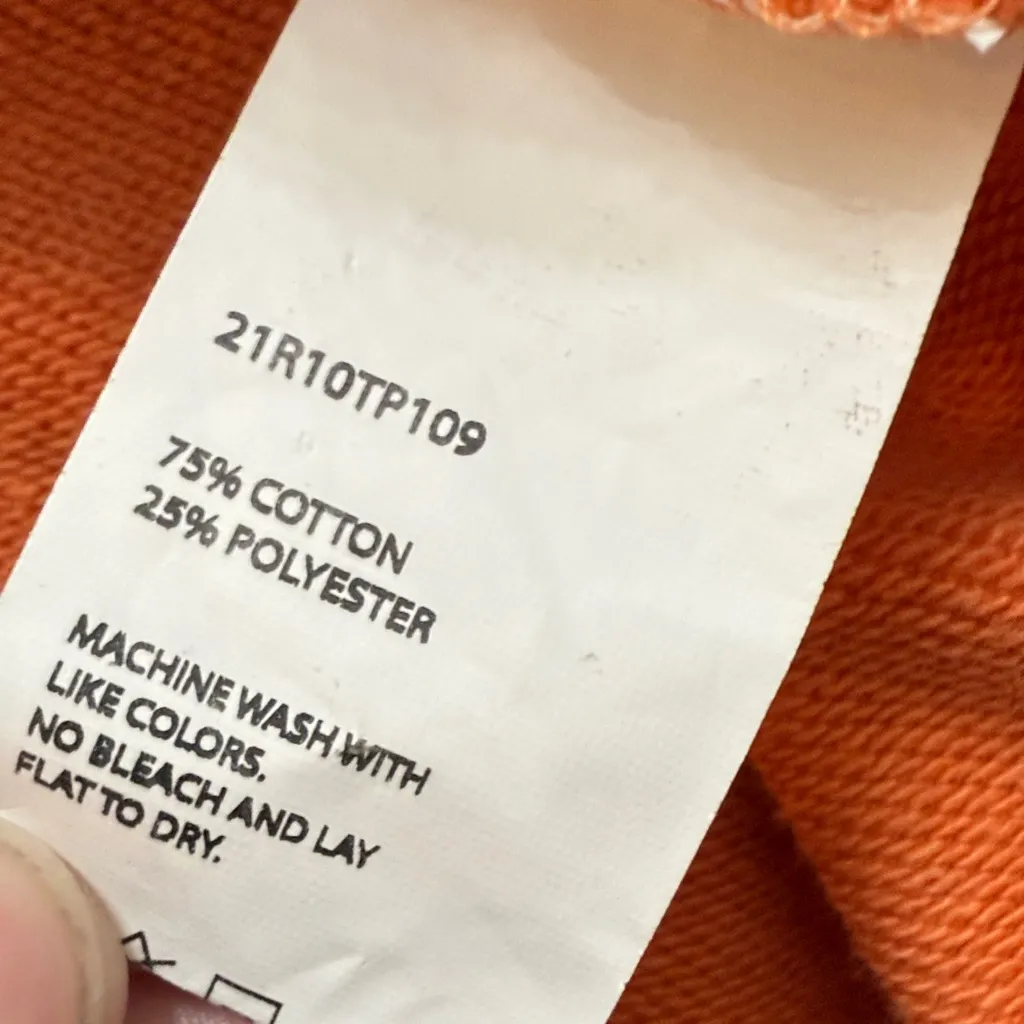 21R10TP109
75% COTTON
25% POLYESTER
MACHINE WASH WITH
LIKE COLORS.
NO BLEACH AND LAY
FLAT TO DRY.